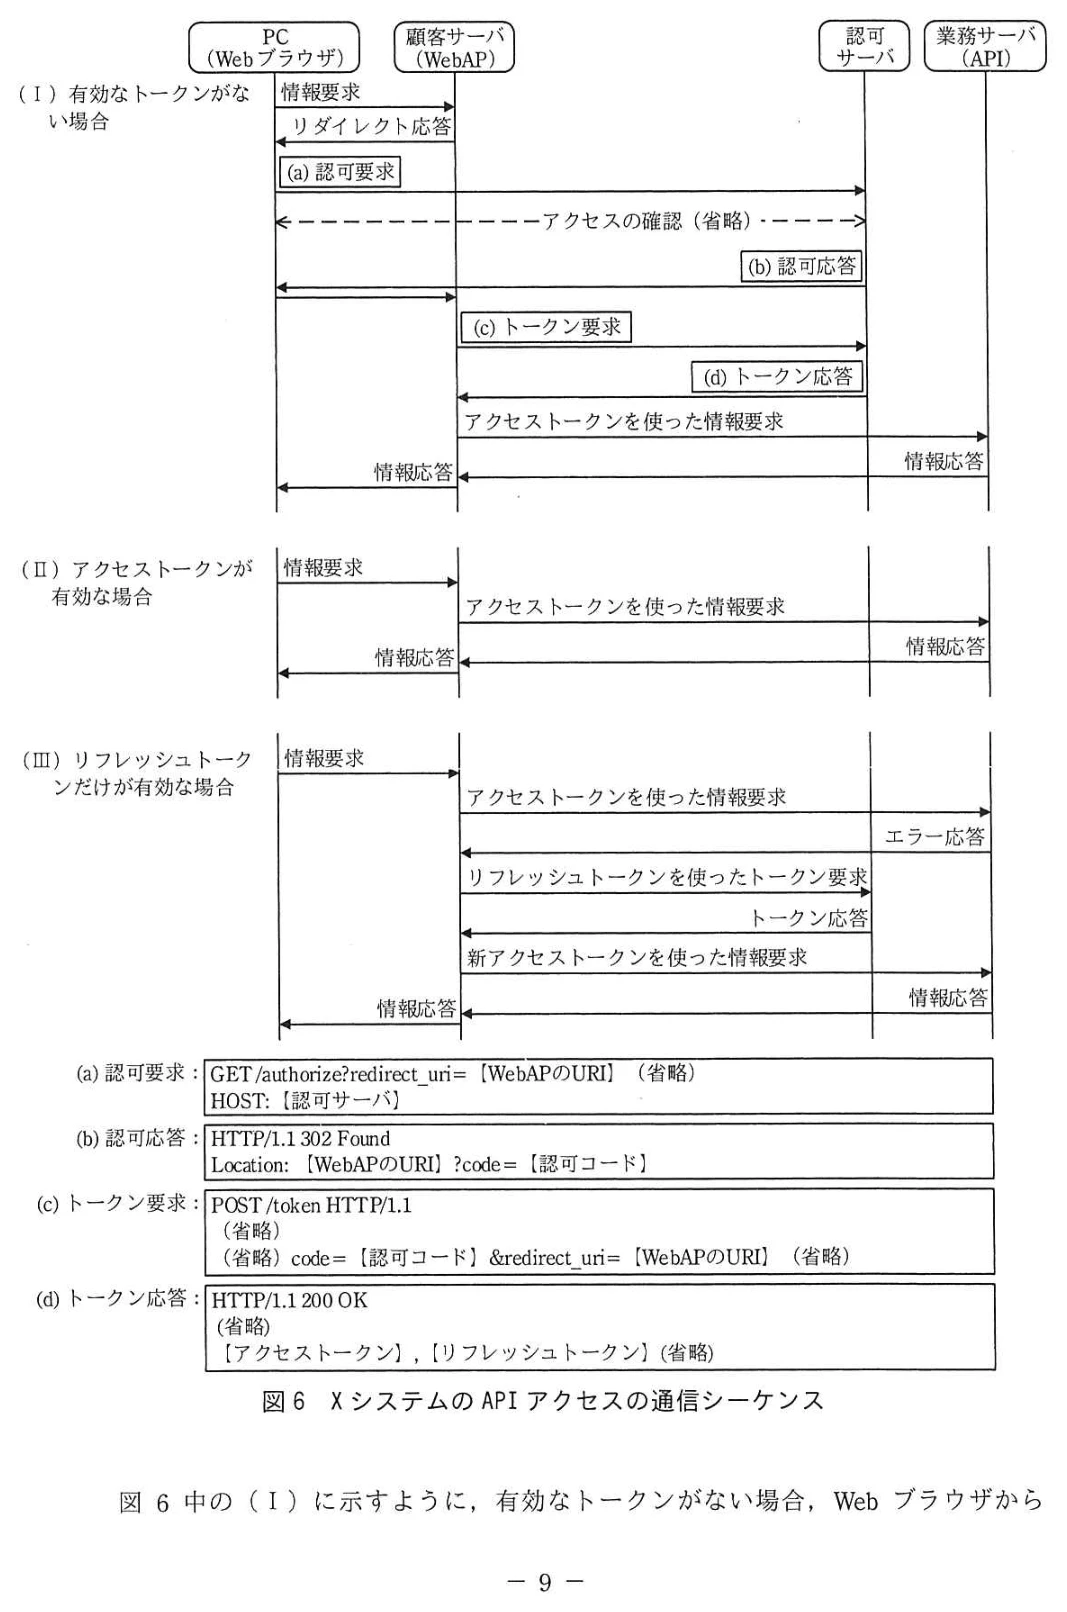 PC
(Webブラウザ)
顧客サーバ
(WebAP)
認可
サーバ
業務サーバ
(API)
(Ⅰ) 有効なトークンがな
い場合
情報要求
リダイレクト応答
(a) 認可要求
アクセスの確認（省略）
(b) 認可応答
(c) トークン要求
(d) トークン応答
アクセストークンを使った情報要求
情報応答
情報応答
(Ⅱ) アクセストークンが
有効な場合
情報要求
アクセストークンを使った情報要求
情報応答
情報応答
(Ⅲ) リフレッシュトーク
ンだけが有効な場合
情報要求
アクセストークンを使った情報要求
エラー応答
リフレッシュトークンを使ったトークン要求
トークン応答
新アクセストークンを使った情報要求
情報応答
情報応答
(a) 認可要求：
GET /authorize?redirect_uri=【WebAPのURI】（省略）
HOST:【認可サーバ】
(b) 認可応答：
HTTP/1.1 302 Found
Location: 【WebAPのURI】?code=【認可コード】
(c) トークン要求：
POST /token HTTP/1.1
（省略）
（省略）code=【認可コード】&redirect_uri=【WebAPのURI】（省略）
(d) トークン応答：
HTTP/1.1 200 OK
(省略)
【アクセストークン】,【リフレッシュトークン】(省略)
図6 XシステムのAPIアクセスの通信シーケンス
図 6 中の（Ⅰ）に示すように，有効なトークンがない場合，Web ブラウザから
－ 9 －